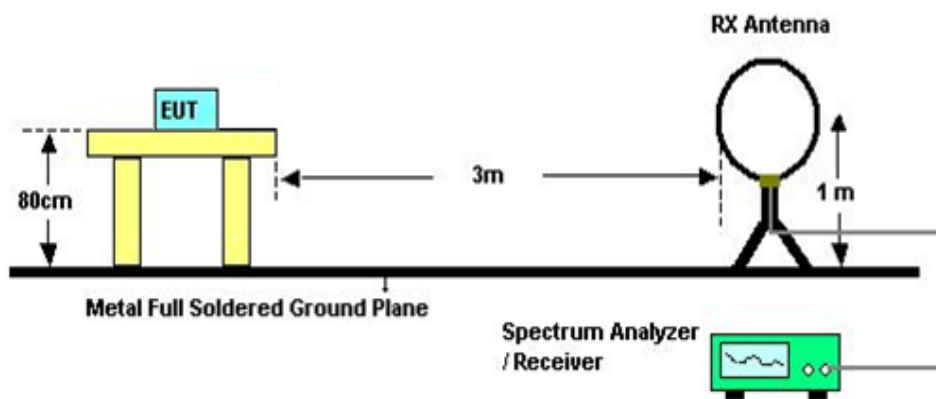 RX Antenna
EUT
80cm
3m
1 m
Metal Full Soldered Ground Plane
Spectrum Analyzer
/ Receiver